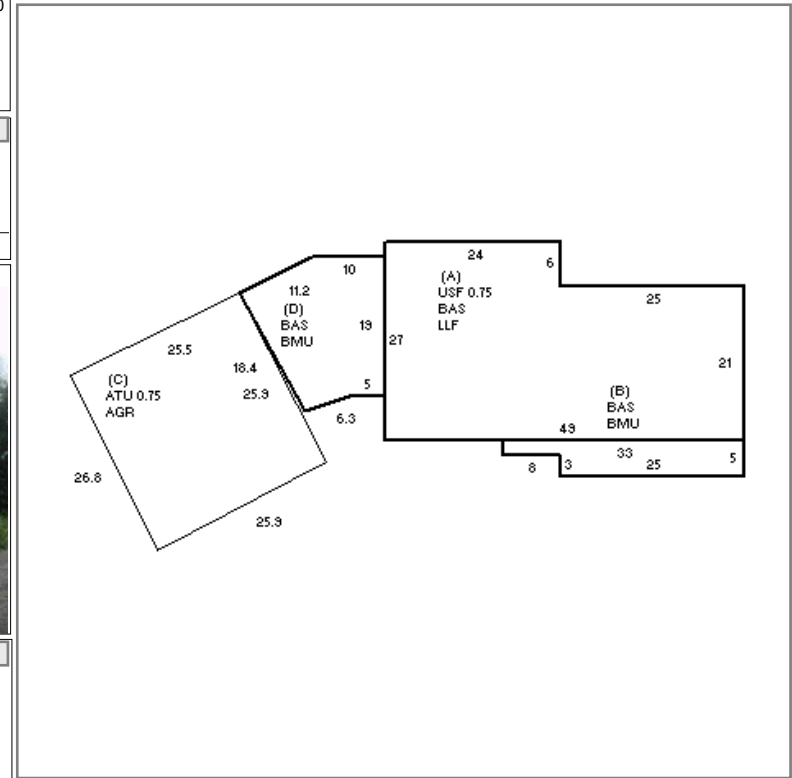 24
6
10
(A)
USF 0.75
BAS
LLF
11.2
(D)
BAS
BMU
25
19
27
25.5
18.4
21
(C)
ATU 0.75
AGR
5
25.9
(B)
BAS
BMU
6.3
49
33
8
3
25
5
26.8
25.9